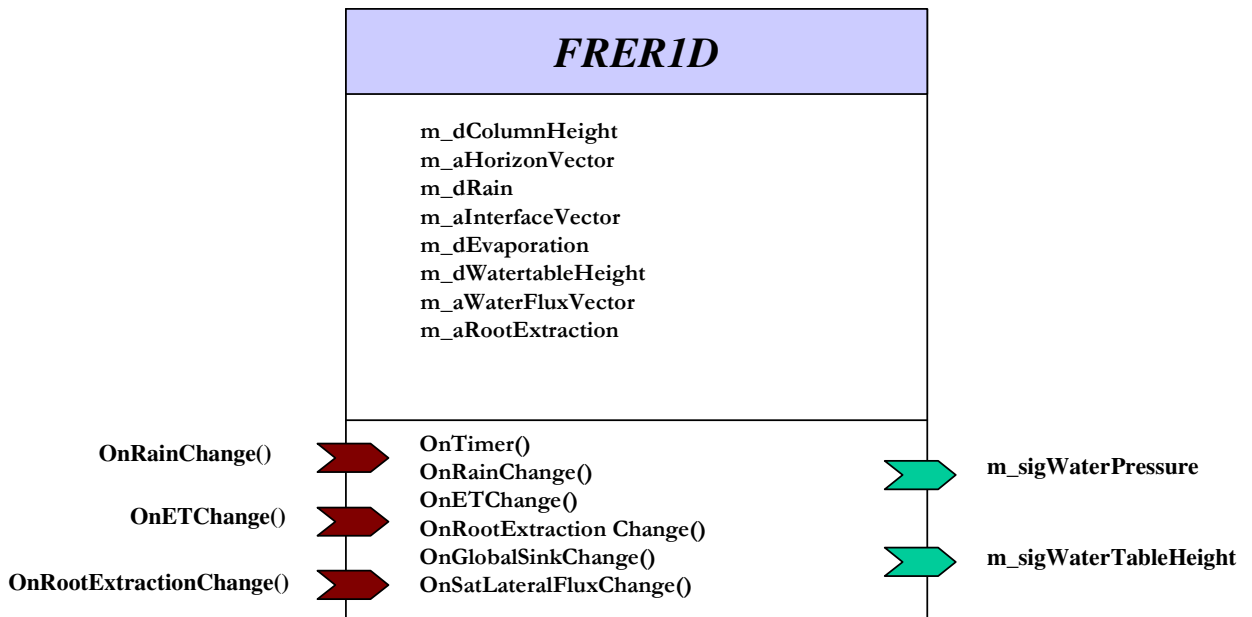 FRER1D
m_dColumnHeight
m_aHorizonVector
m_dRain
m_aInterfaceVector
m_dEvaporation
m_dWatertableHeight
m_aWaterFluxVector
m_aRootExtraction
OnRainChange()
OnETChange()
OnRootExtractionChange()
OnTimer()
OnRainChange()
OnETChange()
OnRootExtraction Change()
OnGlobalSinkChange()
OnSatLateralFluxChange()
m_sigWaterPressure
m_sigWaterTableHeight